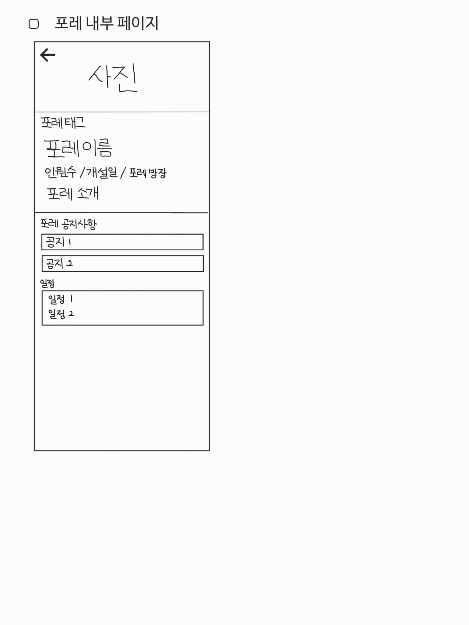 포레 내부 페이지
사진
포레 태그
포레 이름
인원수 / 개설일 / 포레 방장
포레 소개
포레 공지사항
공지 1
공지 2
일정
일정 1
일정 2